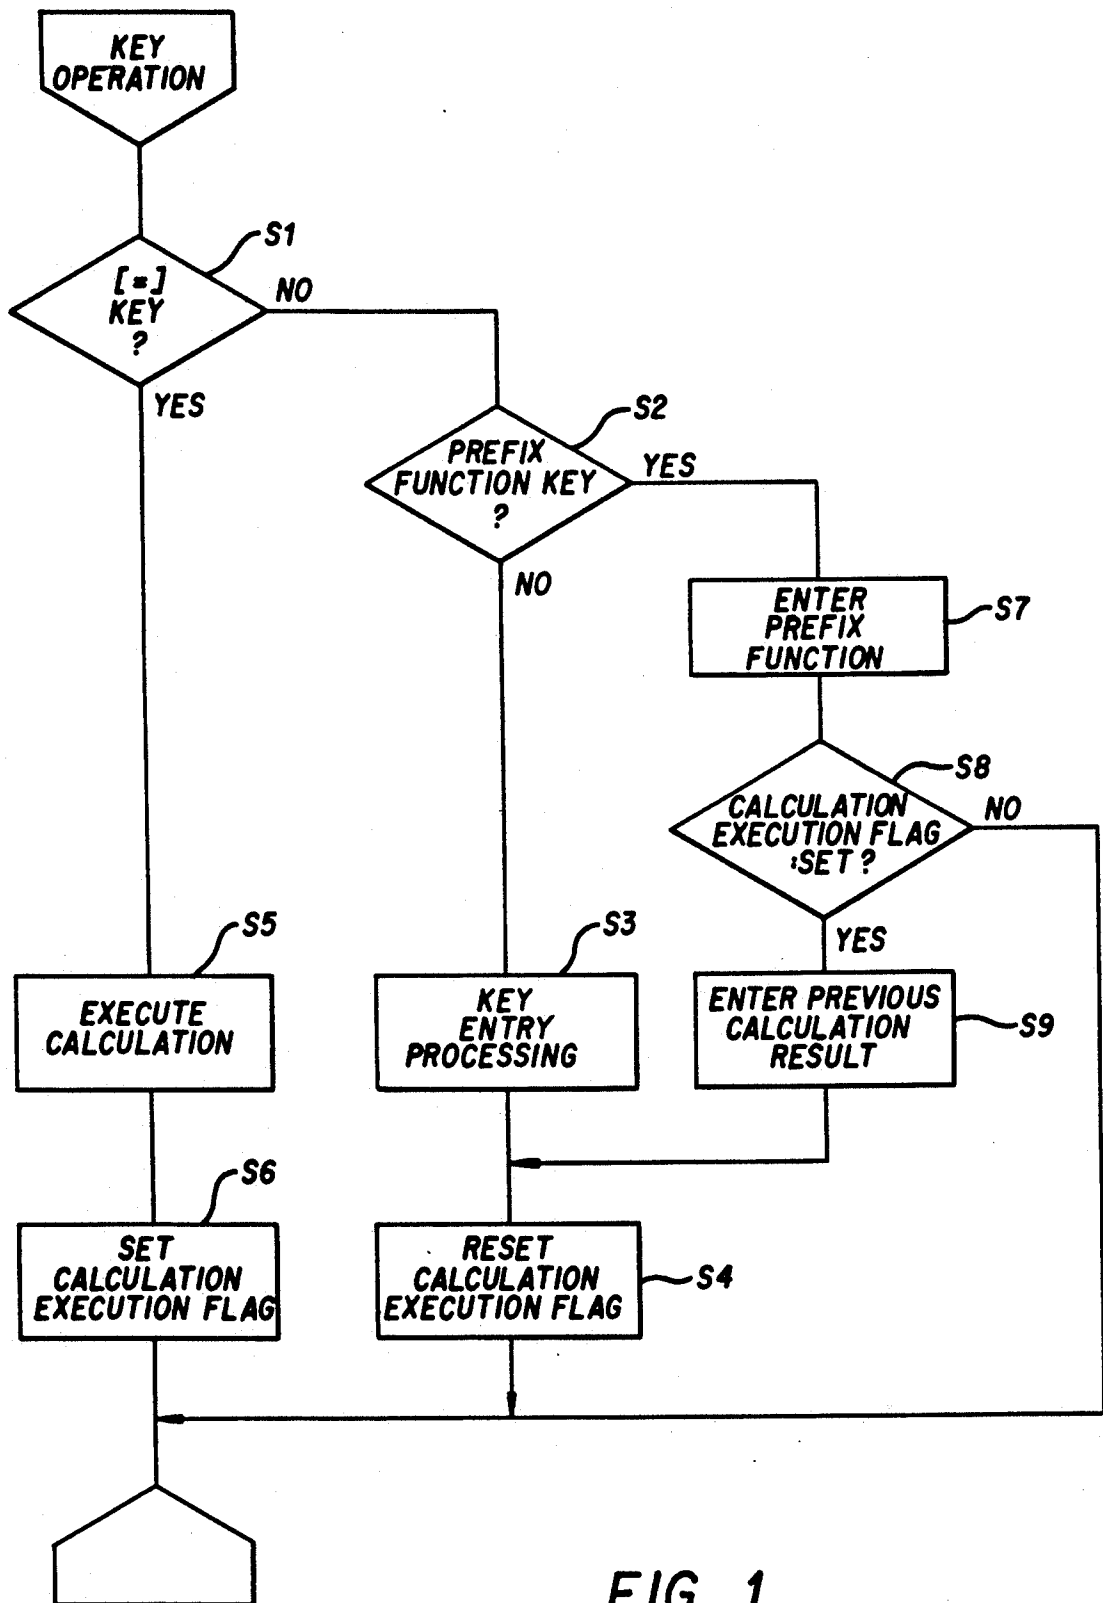 KEY
OPERATION
S1
[=]
KEY
?
NO
YES
S2
PREFIX
FUNCTION KEY
?
YES
NO
ENTER
PREFIX
FUNCTION
S7
S8
CALCULATION
EXECUTION FLAG
:SET?
NO
YES
S5
EXECUTE
CALCULATION
S3
KEY
ENTRY
PROCESSING
ENTER PREVIOUS
CALCULATION
RESULT
S9
S6
SET
CALCULATION
EXECUTION FLAG
RESET
CALCULATION
EXECUTION FLAG
S4
FIG. 1